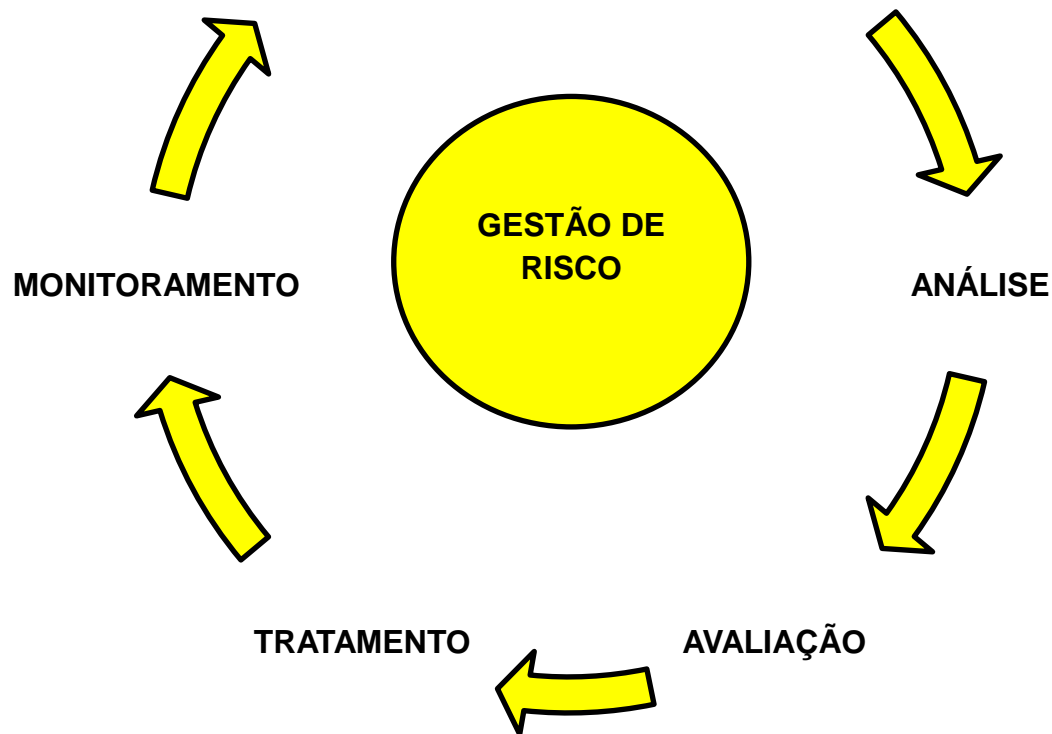 GESTÃO DE
RISCO
MONITORAMENTO
ANÁLISE
TRATAMENTO
AVALIAÇÃO